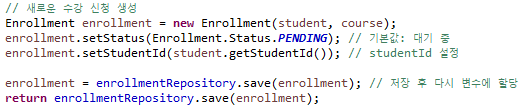 // 새로운 수강 신청 생성
Enrollment enrollment = new Enrollment(student, course);
enrollment.setStatus(Enrollment.Status.PENDING); // 기본값: 대기 중
enrollment.setStudentId(student.getStudentId()); // studentId 설정
enrollment = enrollmentRepository.save(enrollment); // 저장 후 다시 변수에 할당
return enrollmentRepository.save(enrollment);